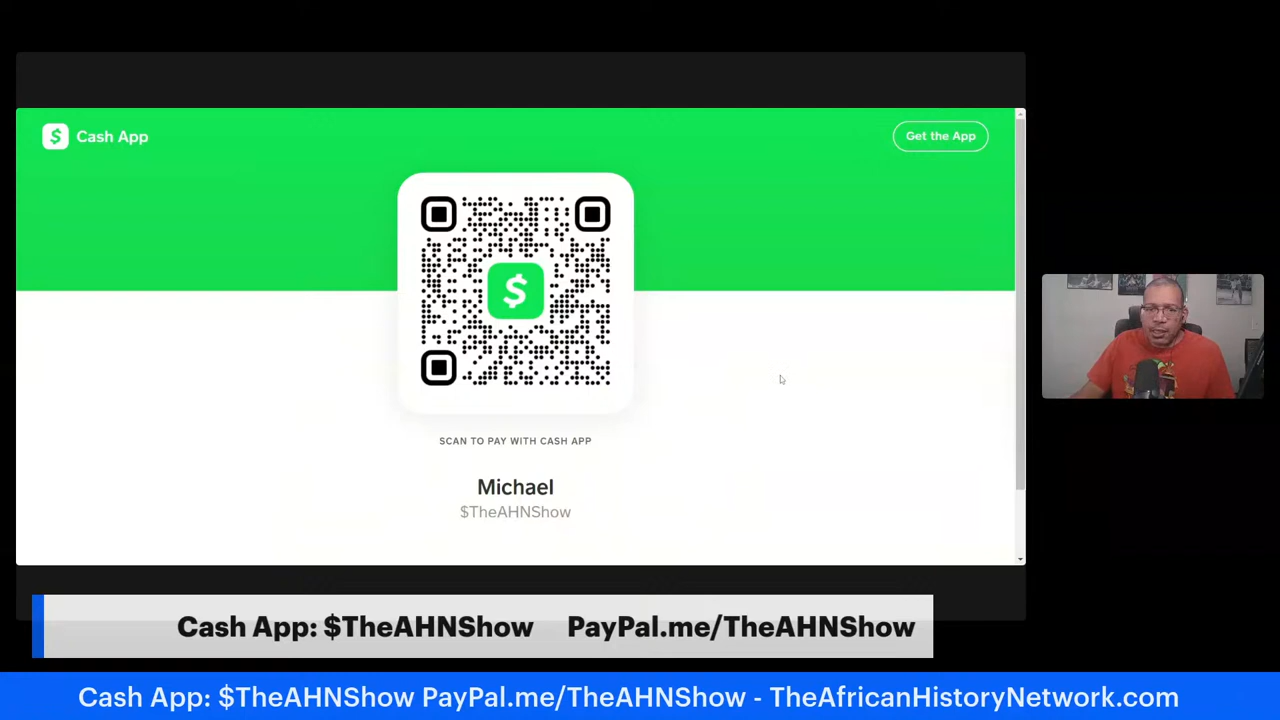 Cash App
Get the App
SCAN TO PAY WITH CASH APP
Michael
$TheAHNShow
Cash App: $TheAHNShow PayPal.me/TheAHNShow
Cash App: $TheAHNShow PayPal.me/TheAHNShow - TheAfricanHistoryNetwork.com